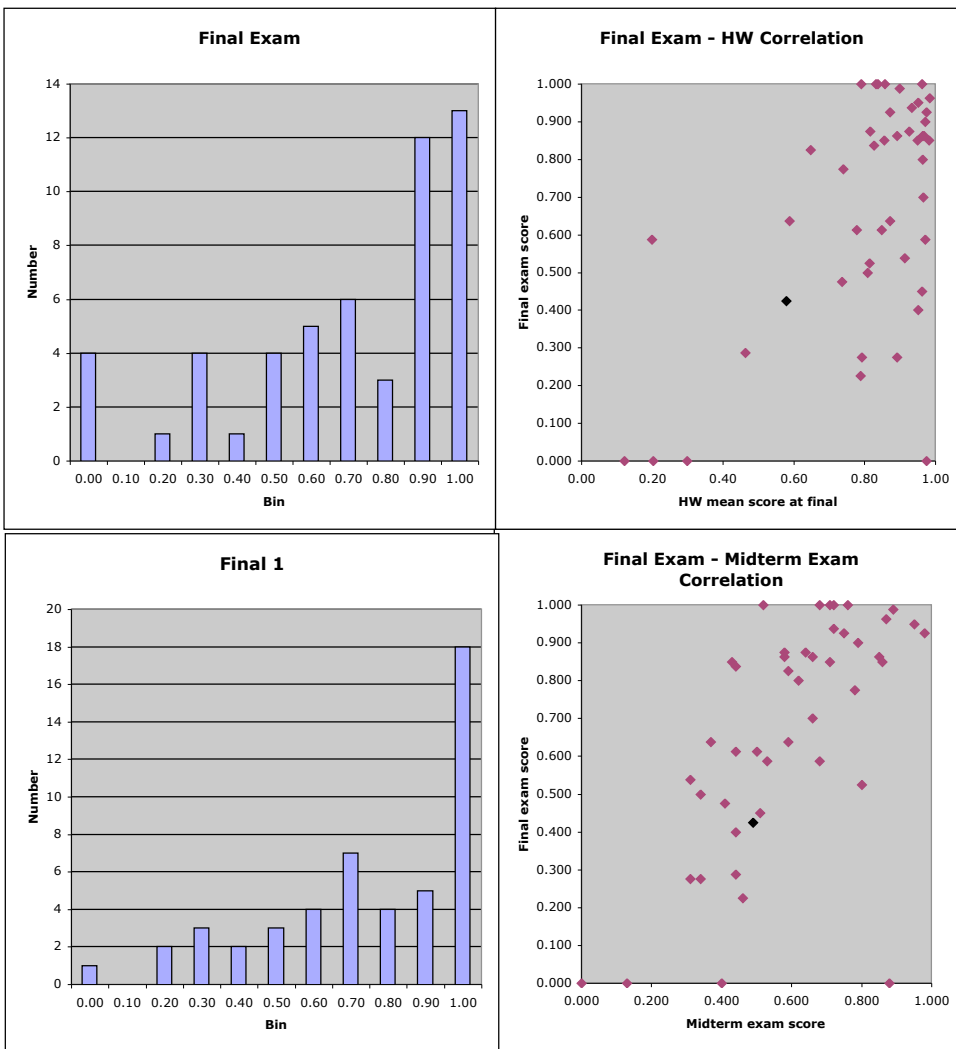 Final Exam
14
12
10
8
6
4
2
0
0.00 0.10 0.20 0.30 0.40 0.50 0.60 0.70 0.80 0.90 1.00
Bin
Number
Final Exam - HW Correlation
1.000
0.900
0.800
0.700
0.600
0.500
0.400
0.300
0.200
0.100
0.000
0.00 0.20 0.40 0.60 0.80 1.00
HW mean score at final
Final exam score
Final 1
20
18
16
14
12
10
8
6
4
2
0
0.00 0.10 0.20 0.30 0.40 0.50 0.60 0.70 0.80 0.90 1.00
Bin
Number
Final Exam - Midterm Exam
Correlation
1.000
0.900
0.800
0.700
0.600
0.500
0.400
0.300
0.200
0.100
0.000
0.000 0.200 0.400 0.600 0.800 1.000
Midterm exam score
Final exam score